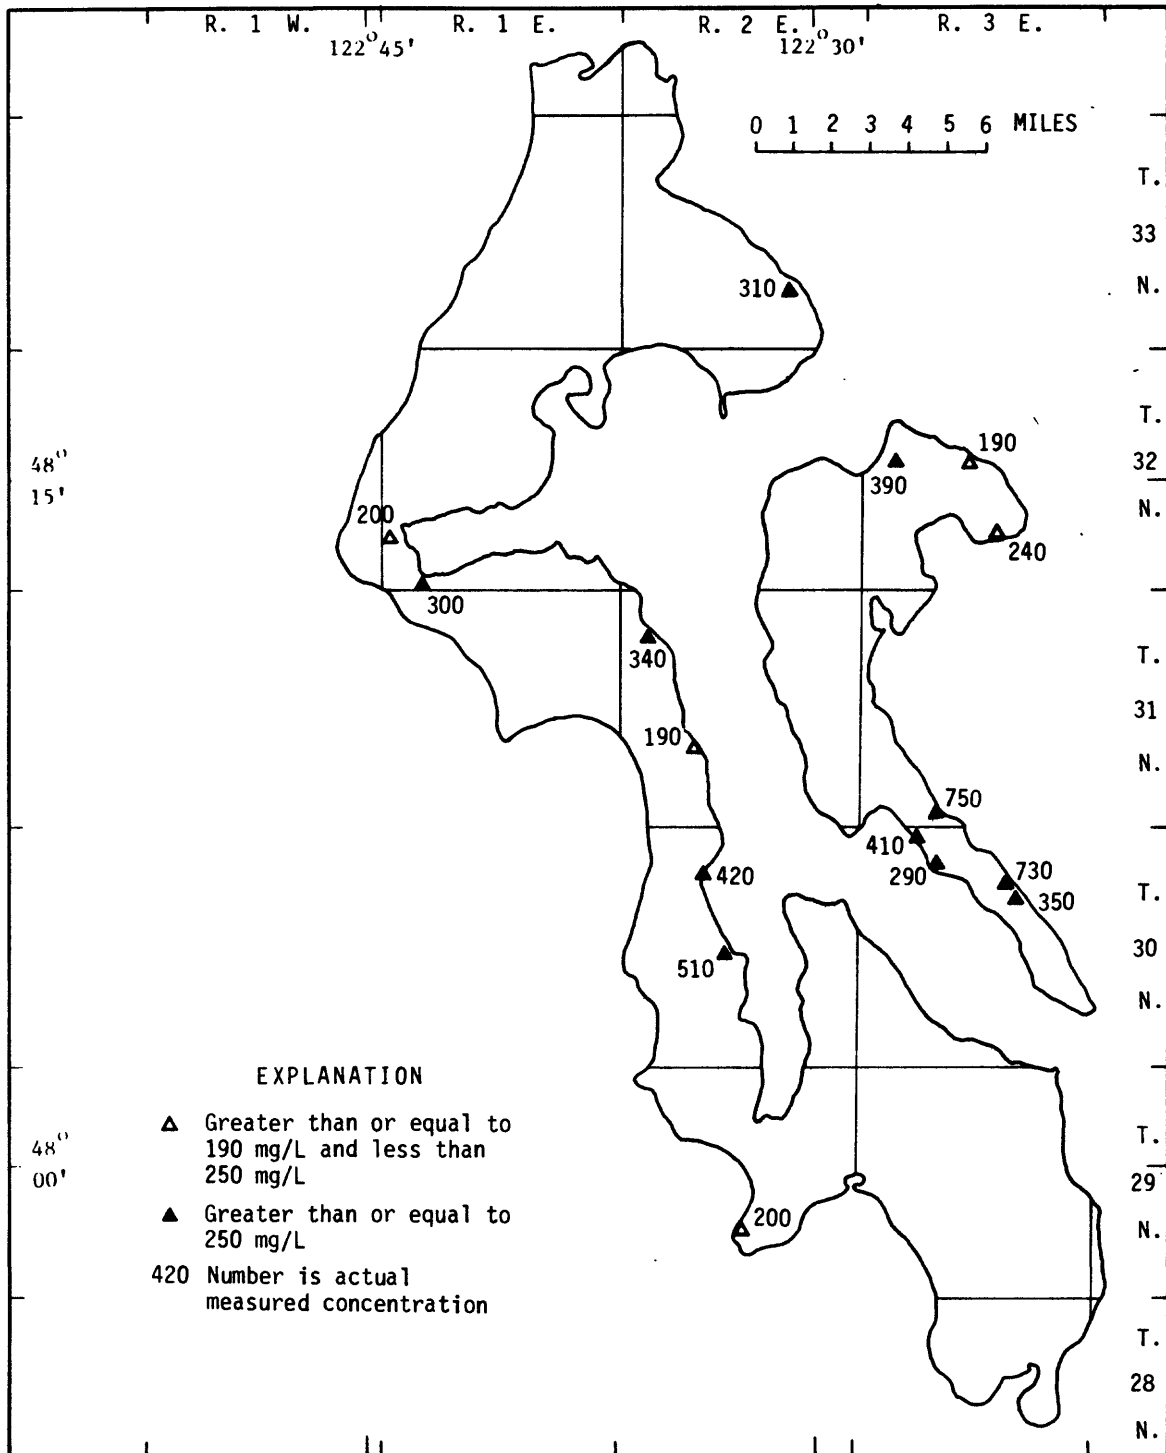 R. 1 W. R. 1 E. R. 2 E. R. 3 E.
122° 45' 122° 30'
0 1 2 3 4 5 6 MILES
T.
33
N.
310
T.
32
N.
48°
15'
190
390
200
240
300
340
T.
31
N.
190
750
410
290
420
730
350
T.
30
N.
510
EXPLANATION
Greater than or equal to
190 mg/L and less than
250 mg/L
Greater than or equal to
250 mg/L
420 Number is actual
measured concentration
48°
00'
T.
29
N.
200
T.
28
N.